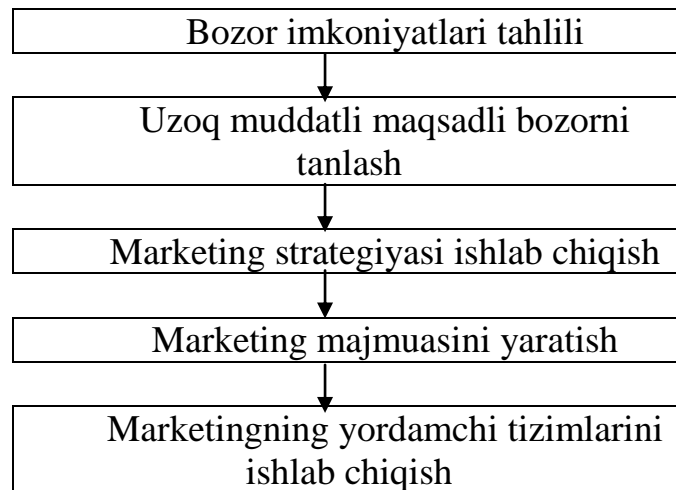 Bozor imkoniyatlari tahlili
Uzoq muddatli maqsadli bozorni
tanlash
Marketing strategiyasi ishlab chiqish
Marketing majmuasini yaratish
Marketingning yordamchi tizimlarini
ishlab chiqish